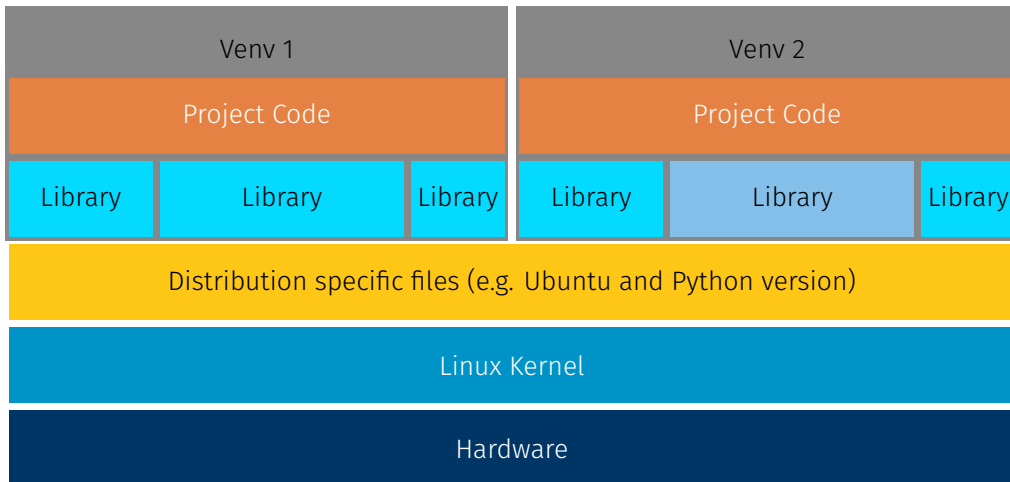 Venv 1
Venv 2
Project Code
Project Code
Library
Library
Library
Library
Library
Library
Distribution specific files (e.g. Ubuntu and Python version)
Linux Kernel
Hardware